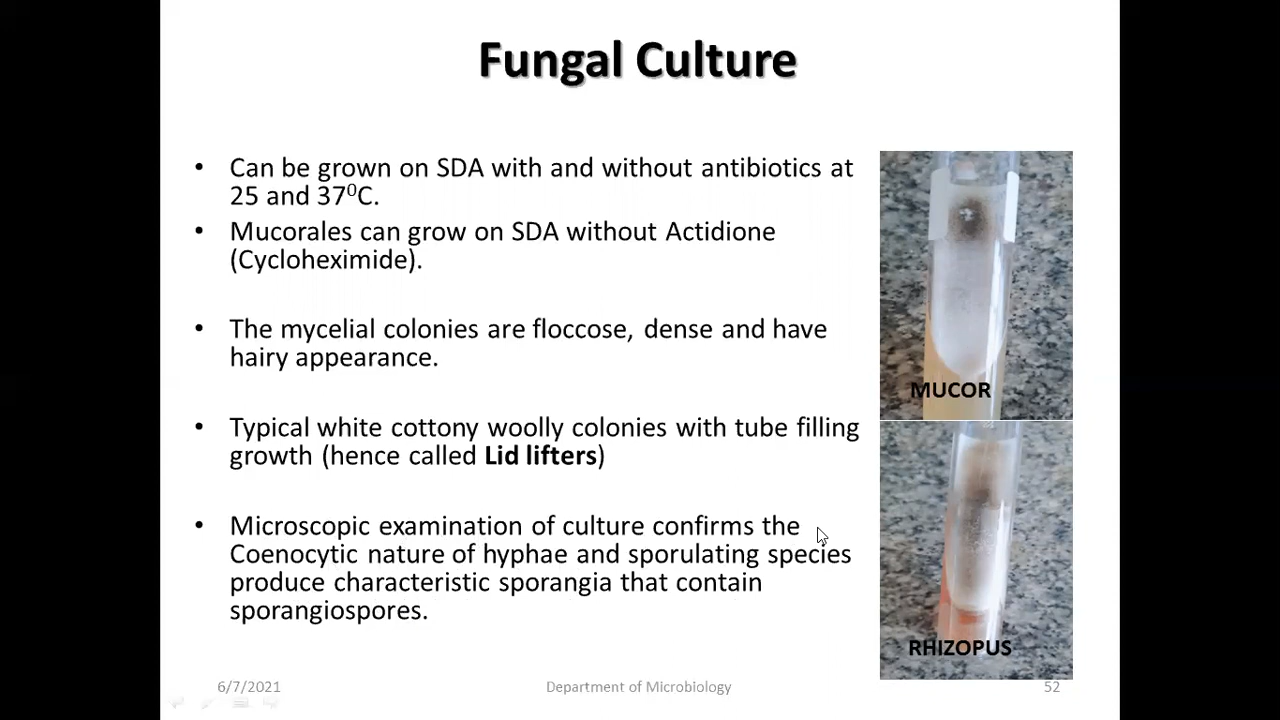 Fungal Culture
• Can be grown on SDA with and without antibiotics at
25 and 37⁰C.
• Mucorales can grow on SDA without Actidione
(Cycloheximide).
• The mycelial colonies are floccose, dense and have
hairy appearance.
• Typical white cottony woolly colonies with tube filling
growth (hence called Lid lifters)
• Microscopic examination of culture confirms the
Coenocytic nature of hyphae and sporulating species
produce characteristic sporangia that contain
sporangiospores.
MUCOR
RHIZOPUS
6/7/2021
Department of Microbiology
52